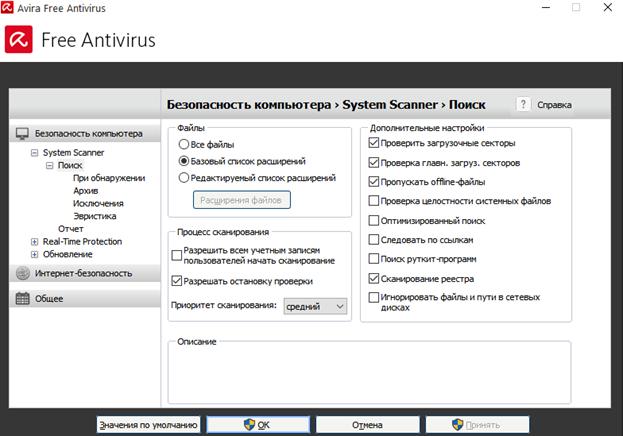 Avira Free Antivirus
Free Antivirus
Безопасность компьютера › System Scanner › Поиск
? Справка
Безопасность компьютера
System Scanner
Поиск
При обнаружении
Архив
Исключения
Эвристика
Отчет
Real-Time Protection
Обновление
Интернет-безопасность
Общее
Файлы
Все файлы
Базовый список расширений
Редактируемый список расширений
Расширения файлов
Процесс сканирования
Разрешить всем учетным записям
пользователей начать сканирование
Разрешать остановку проверки
Приоритет сканирования: средний
Дополнительные настройки
Проверить загрузочные секторы
Проверка главн. загруз. секторов
Пропускать offline-файлы
Проверка целостности системных файлов
Оптимизированный поиск
Следовать по ссылкам
Поиск руткит-программ
Сканирование реестра
Игнорировать файлы и пути в сетевых
дисках
Описание
Значения по умолчанию OK Отмена Принять